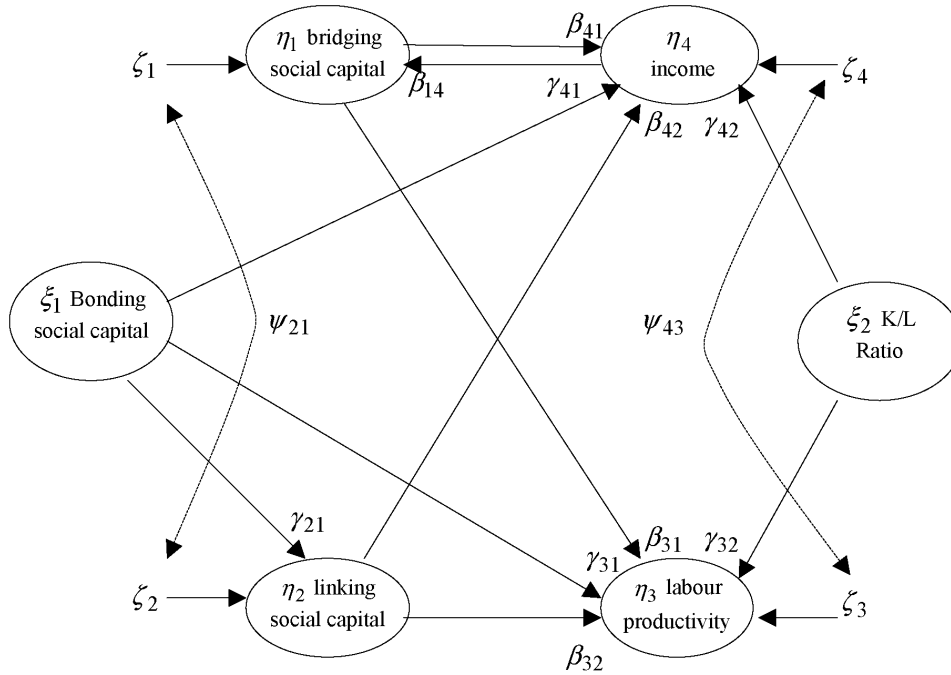 β₄₁
η₁ bridging
social capital
η₄
income
ζ₁
ζ₄
β₁₄
γ₄₁
β₄₂
γ₄₂
ξ₁ Bonding
social capital
ψ₂₁
ψ₄₃
ξ₂ K/L
Ratio
γ₂₁
γ₃₁
β₃₁
γ₃₂
ζ₂
η₂ linking
social capital
η₃ labour
productivity
ζ₃
β₃₂